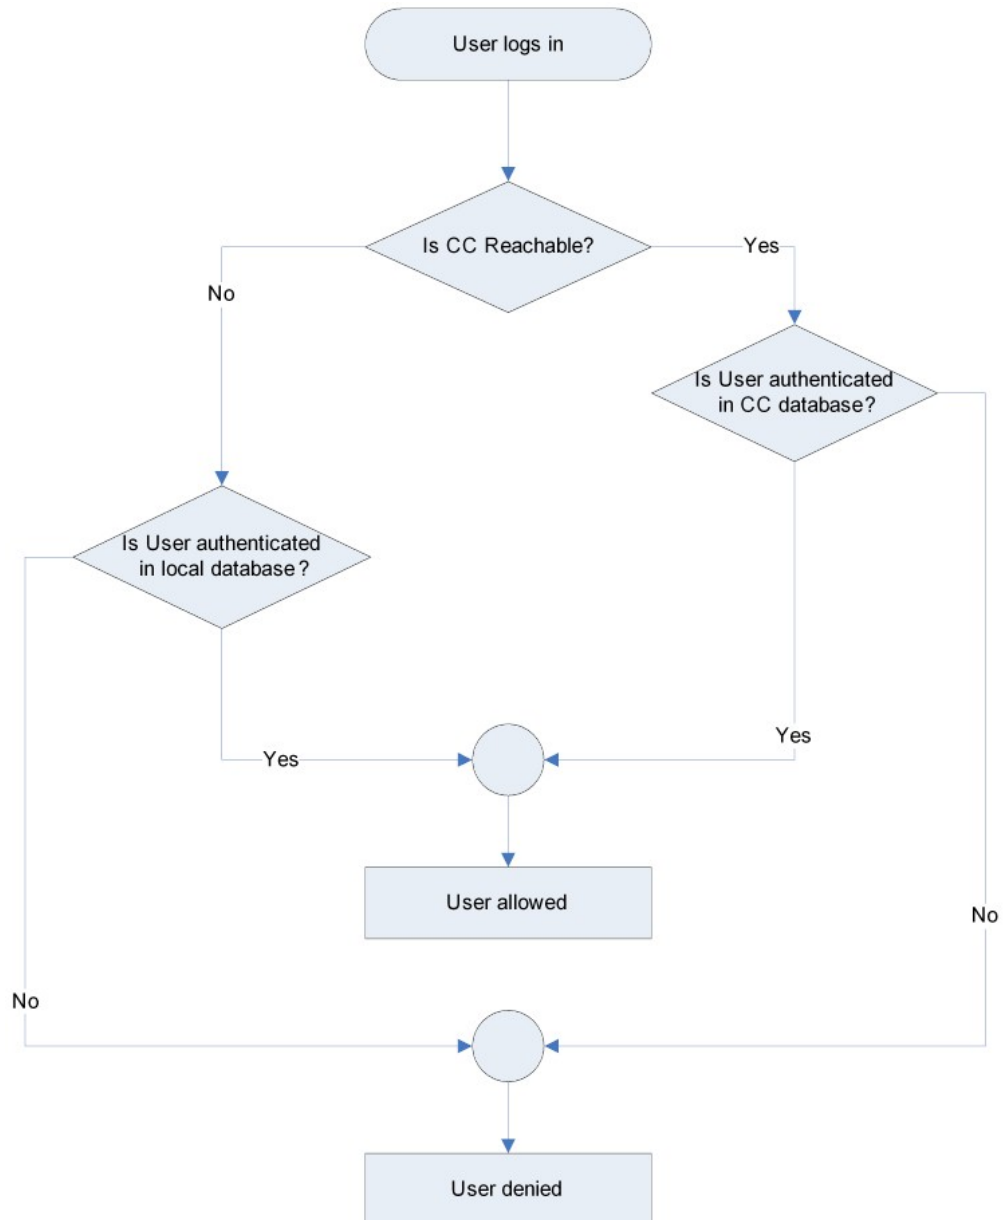 User logs in
Is CC Reachable?
Yes
No
Is User authenticated
in CC database?
Is User authenticated
in local database?
Yes
Yes
User allowed
No
No
User denied